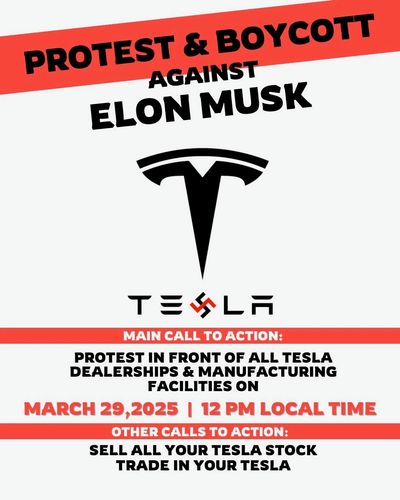 PROTEST & BOYCOTT
AGAINST
ELON MUSK
TESLA
MAIN CALL TO ACTION:
PROTEST IN FRONT OF ALL TESLA
DEALERSHIPS & MANUFACTURING
FACILITIES ON
MARCH 29,2025 | 12 PM LOCAL TIME
OTHER CALLS TO ACTION:
SELL ALL YOUR TESLA STOCK
TRADE IN YOUR TESLA